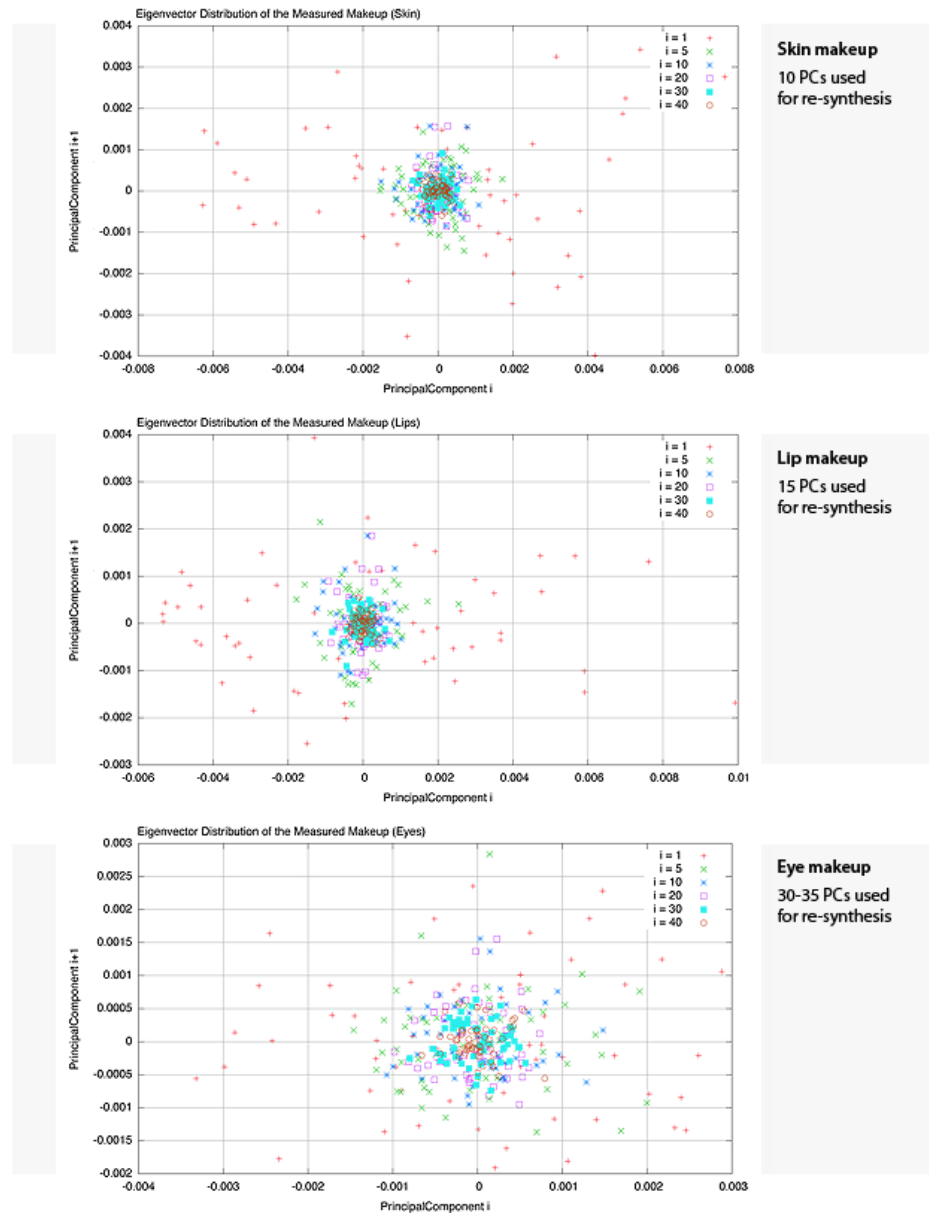 Eigenvector Distribution of the Measured Makeup (Skin)
0.004
0.003
0.002
0.001
0
-0.001
-0.002
-0.003
-0.004
PrincipalComponent i+1
i = 1
i = 5
i = 10
i = 20
i = 30
i = 40
-0.008 -0.006 -0.004 -0.002 0 0.002 0.004 0.006 0.008
PrincipalComponent i
Skin makeup
10 PCs used
for re-synthesis
Eigenvector Distribution of the Measured Makeup (Lips)
0.004
0.003
0.002
0.001
0
-0.001
-0.002
-0.003
PrincipalComponent i+1
i = 1
i = 5
i = 10
i = 20
i = 30
i = 40
-0.006 -0.004 -0.002 0 0.002 0.004 0.006 0.008 0.01
PrincipalComponent i
Lip makeup
15 PCs used
for re-synthesis
Eigenvector Distribution of the Measured Makeup (Eyes)
0.003
0.0025
0.002
0.0015
0.001
0.0005
0
-0.0005
-0.001
-0.0015
-0.002
PrincipalComponent i+1
i = 1
i = 5
i = 10
i = 20
i = 30
i = 40
-0.004 -0.004 -0.002 -0.001 0 0.001 0.002 0.003
PrincipalComponent i
Eye makeup
30-35 PCs used
for re-synthesis